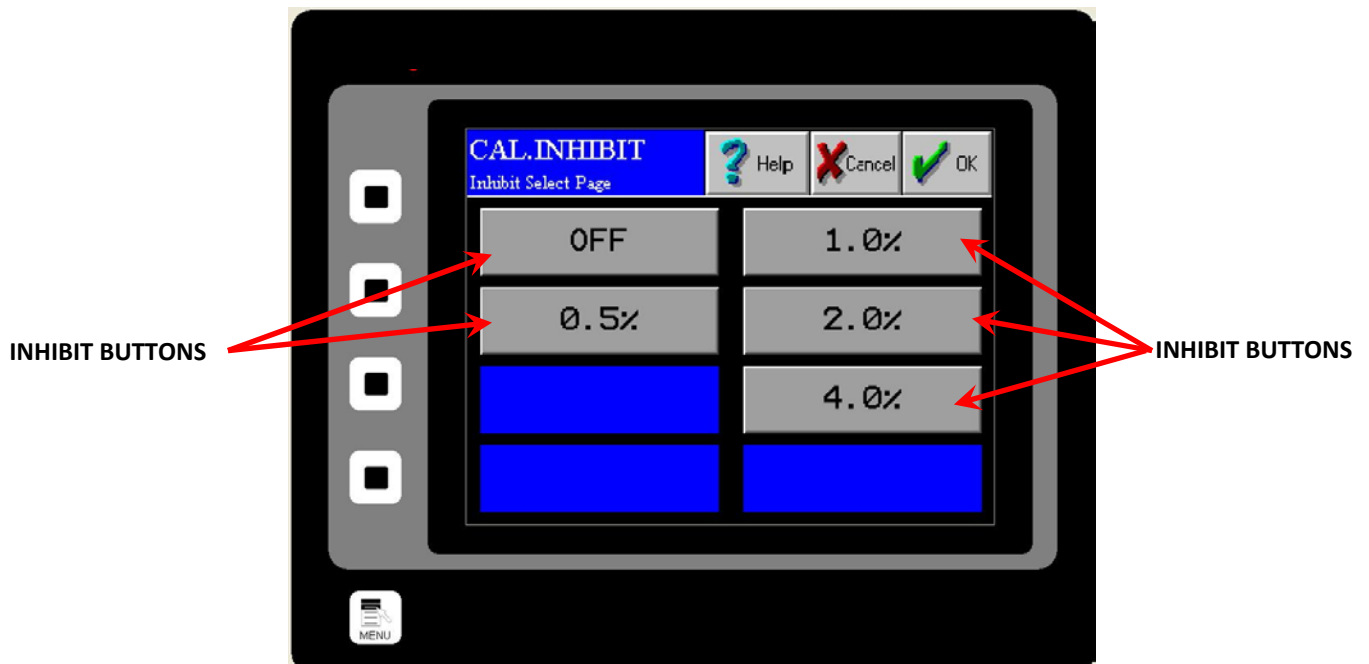 CAL.INHIBIT
Inhibit Select Page
Help
Cancel
OK
OFF
1.0%
0.5%
2.0%
4.0%
INHIBIT BUTTONS
INHIBIT BUTTONS
MENU